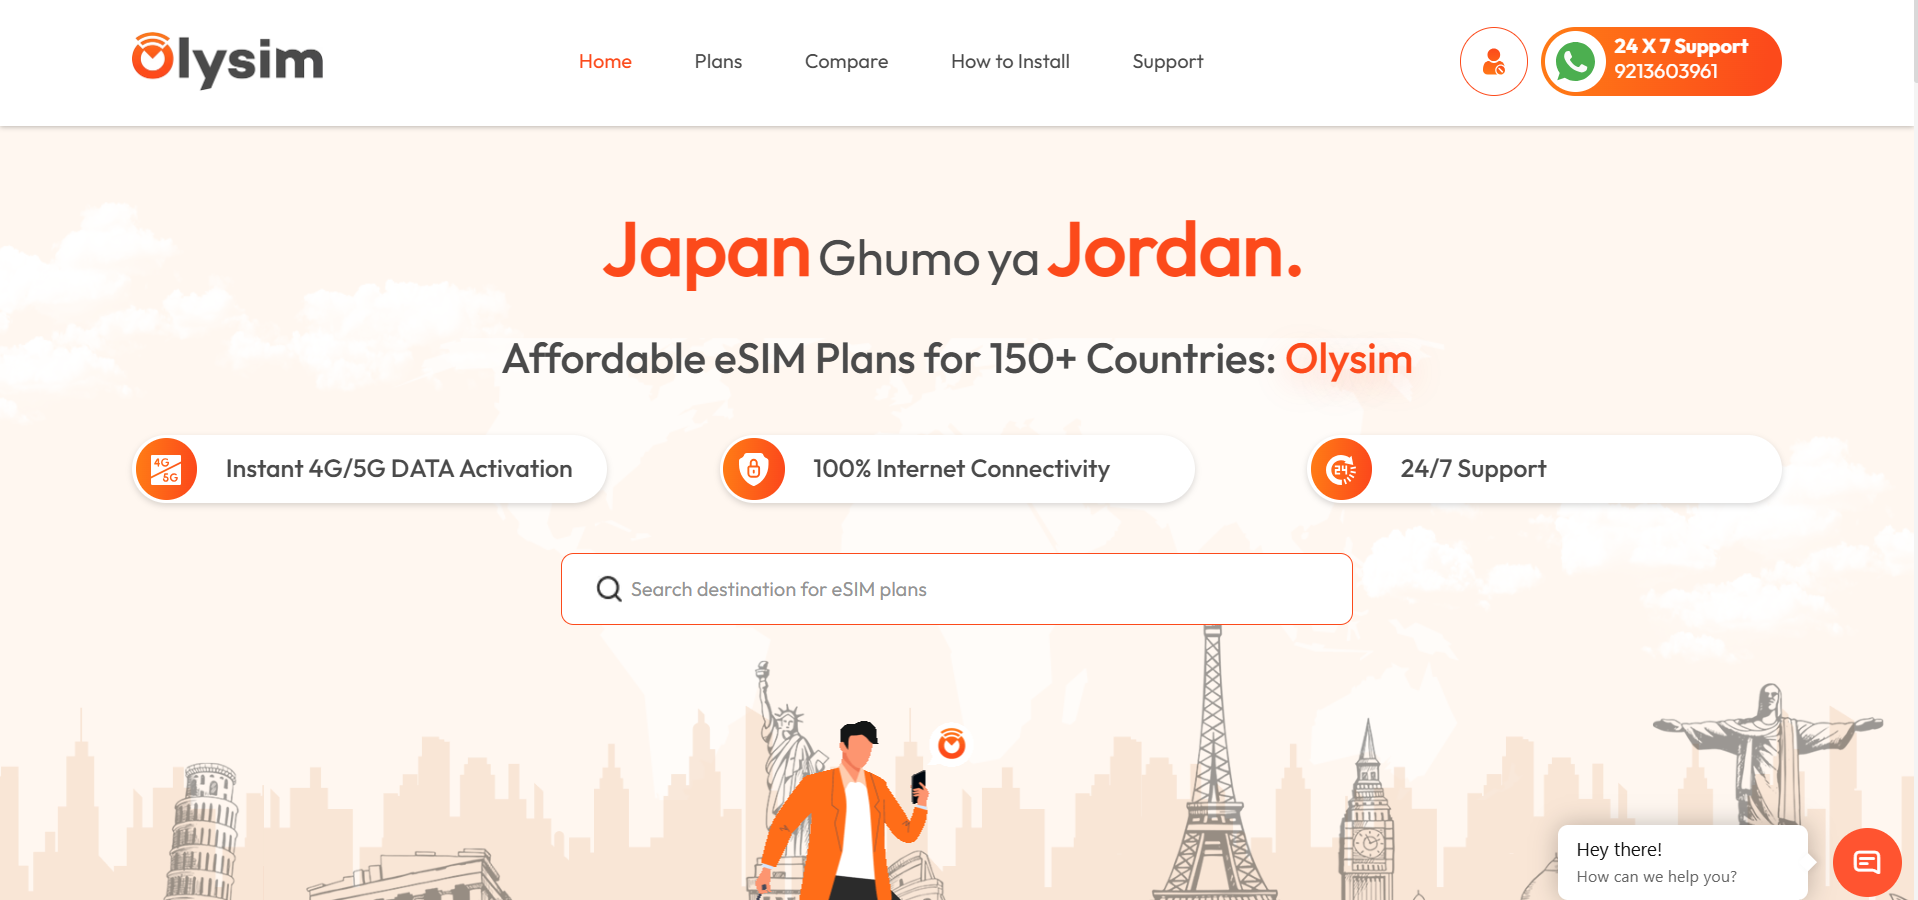 Olysim
Home
Plans
Compare
How to Install
Support
24 X 7 Support
9213603961
Japan Ghumo ya Jordan.
Affordable eSIM Plans for 150+ Countries: Olysim
4G
5G
Instant 4G/5G DATA Activation
100% Internet Connectivity
24
24/7 Support
Search destination for eSIM plans
Hey there!
How can we help you?